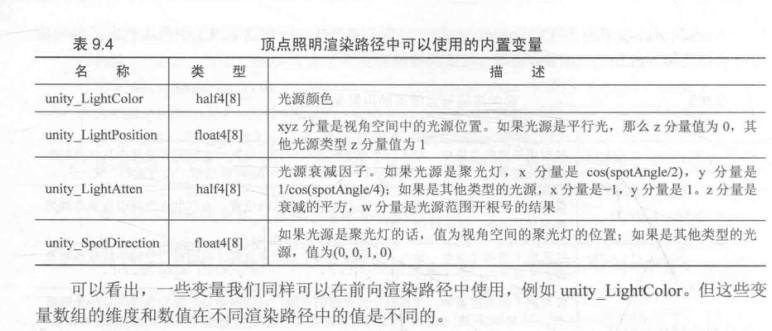 表 9.4 顶点照明渲染路径中可以使用的内置变量
名 称 类 型 描 述
unity_LightColor half4[8] 光源颜色
unity_LightPosition float4[8] xyz 分量是视角空间中的光源位置。如果光源是平行光,那么 z 分量值为 0,其
他光源类型 z 分量值为 1
unity_LightAtten half4[8] 光源衰减因子。如果光源是聚光灯,x 分量是 cos(spotAngle/2),y 分量是
1/cos(spotAngle/4);如果是其他类型的光源,x 分量是−1,y 分量是 1。z 分量是
衰减的平方,w 分量是光源范围开根号的结果
unity_SpotDirection float4[8] 如果光源是聚光灯的话,值为视角空间的聚光灯的位置;如果是其他类型的光
源,值为(0, 0, 1, 0)
可以看出,一些变量我们同样可以在前向渲染路径中使用,例如 unity_LightColor。但这些变
量数组的维度和数值在不同渲染路径中的值是不同的。